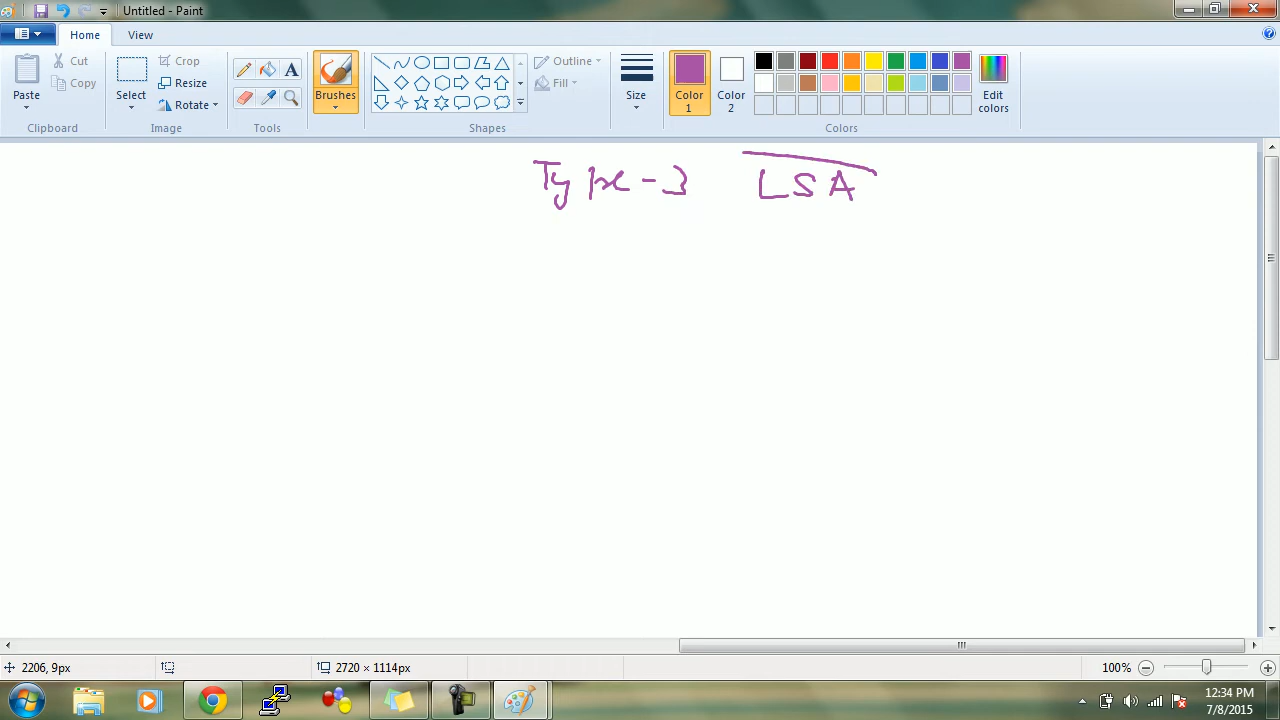 Untitled - Paint
Home View
Paste Cut Copy Select Crop Resize Rotate Brushes Outline Fill Size Color 1 Color 2 Edit colors
Clipboard Image Tools Shapes Colors
Type-3 LSA
2206, 9px 2720 × 1114px 100%
12:34 PM
7/8/2015